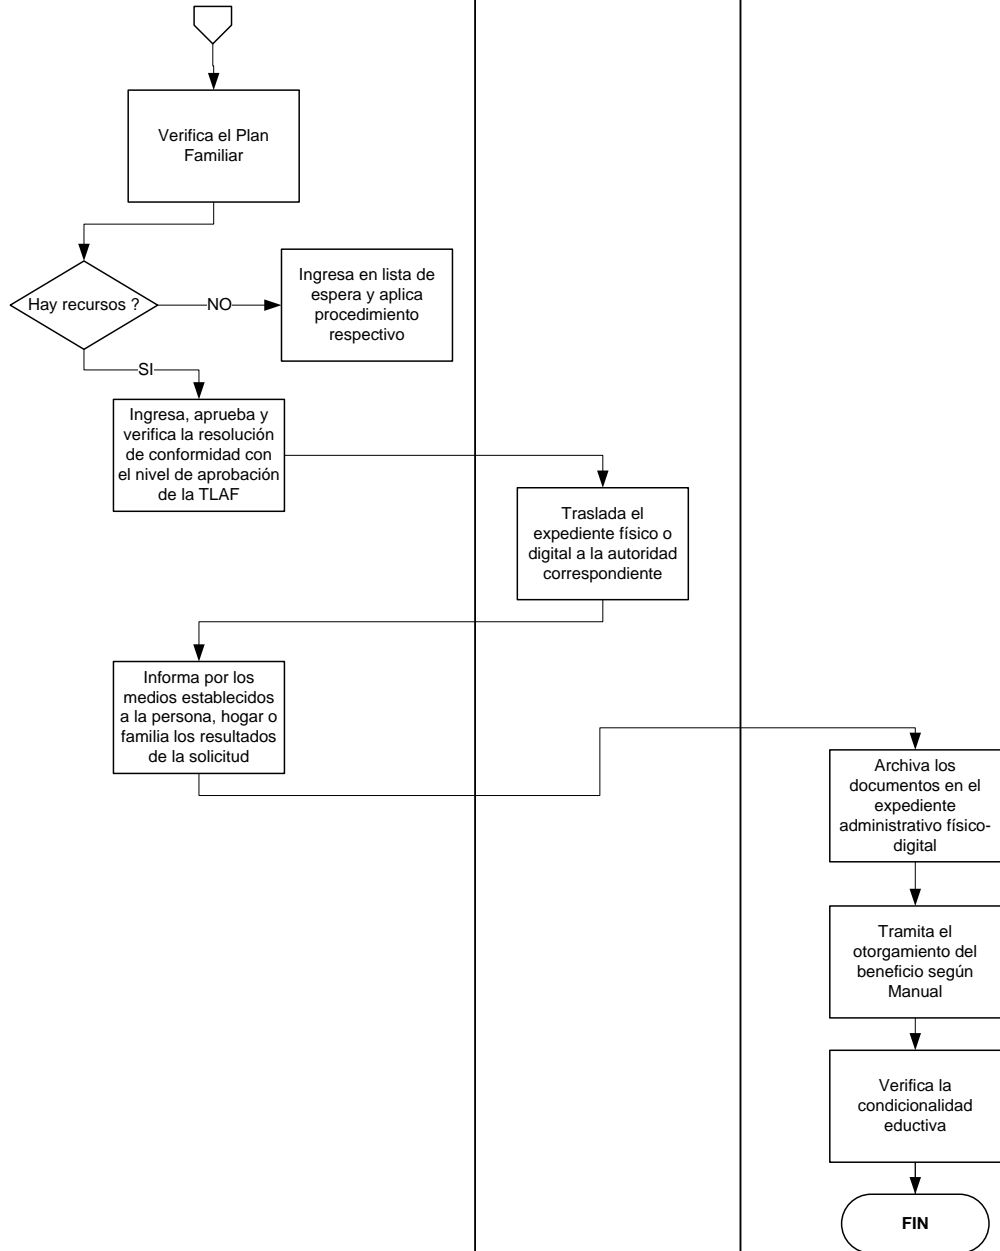 Verifica el Plan
Familiar
Hay recursos ?
NO
Ingresa en lista de
espera y aplica
procedimiento
respectivo
SI
Ingresa, aprueba y
verifica la resolución
de conformidad con
el nivel de aprobación
de la TLAF
Traslada el
expediente físico o
digital a la autoridad
correspondiente
Informa por los
medios establecidos
a la persona, hogar o
familia los resultados
de la solicitud
Archiva los
documentos en el
expediente
administrativo físico-
digital
Tramita el
otorgamiento del
beneficio según
Manual
Verifica la
condicionalidad
eductiva
FIN